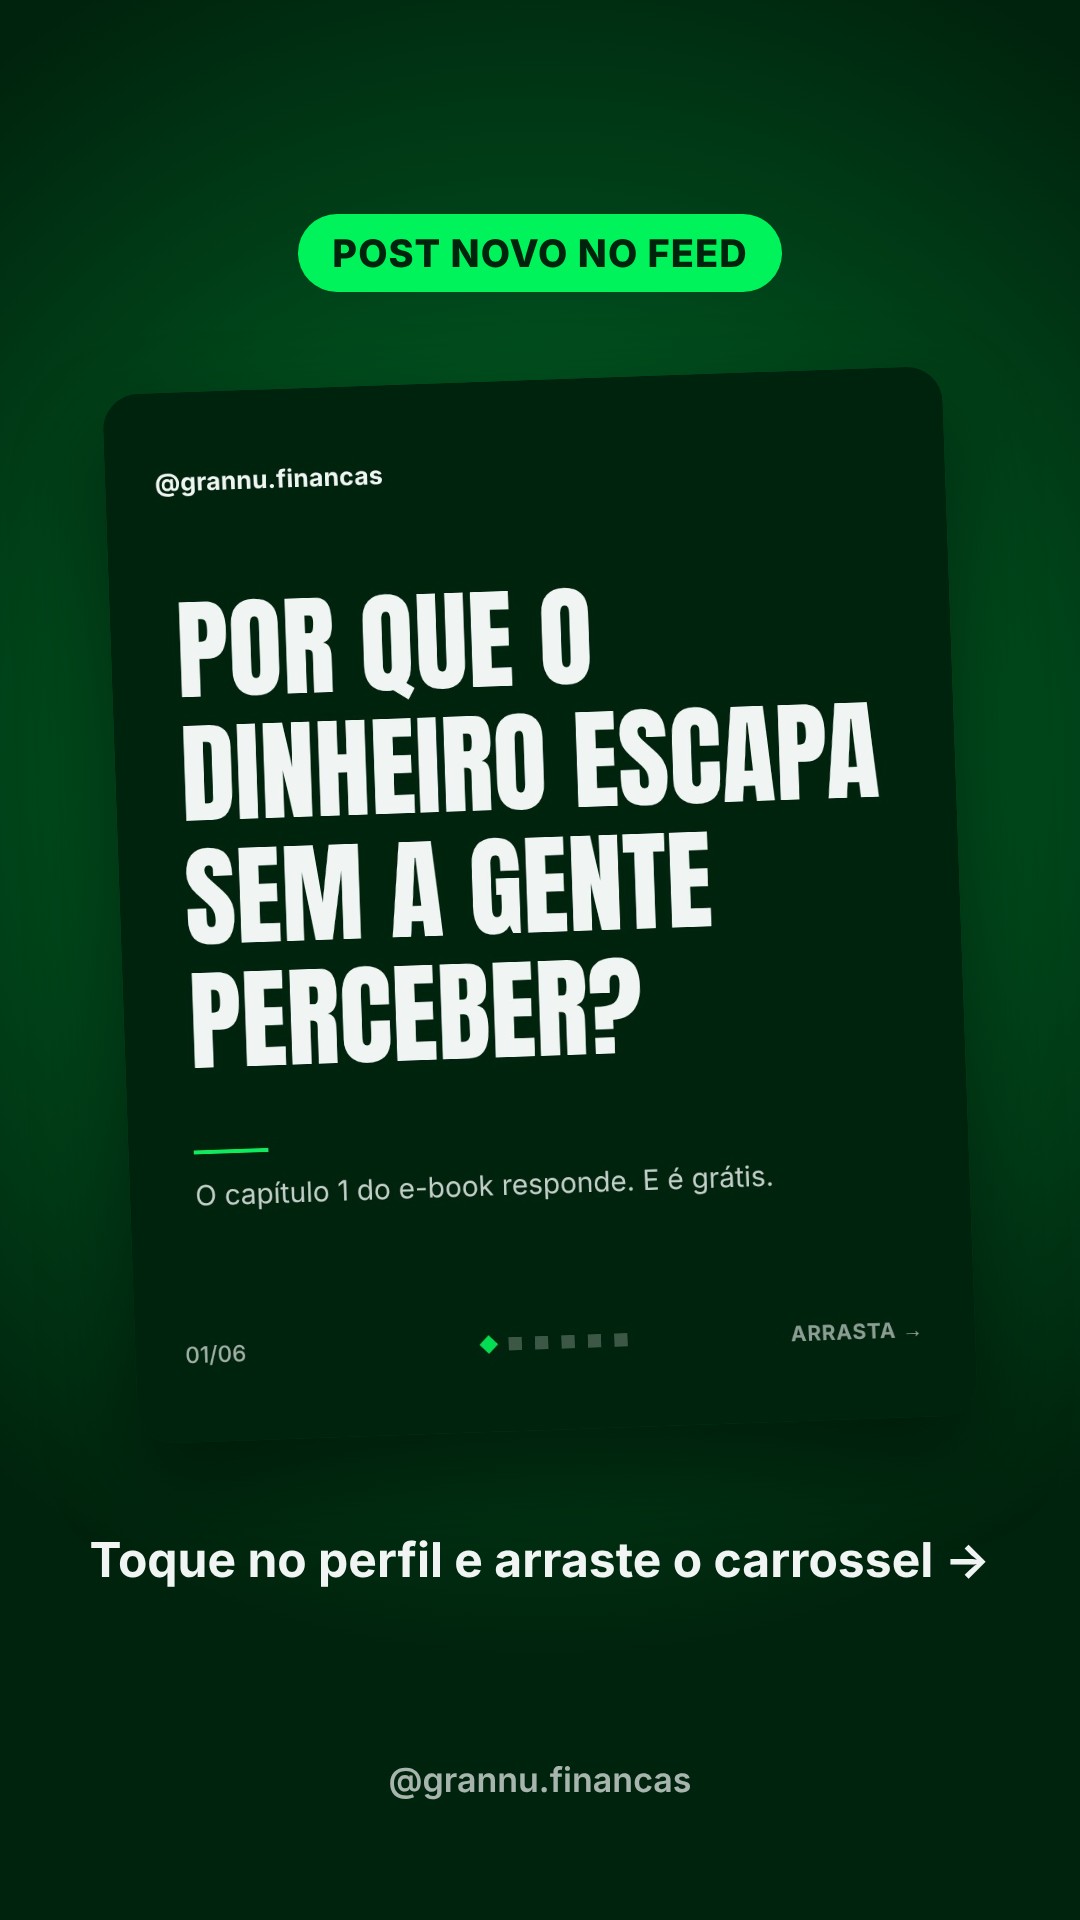 POST NOVO NO FEED
@grannu.financas
POR QUE O
DINHEIRO ESCAPA
SEM A GENTE
PERCEBER?
O capítulo 1 do e-book responde. E é grátis.
01/06
ARRASTA →
Toque no perfil e arraste o carrossel →
@grannu.financas